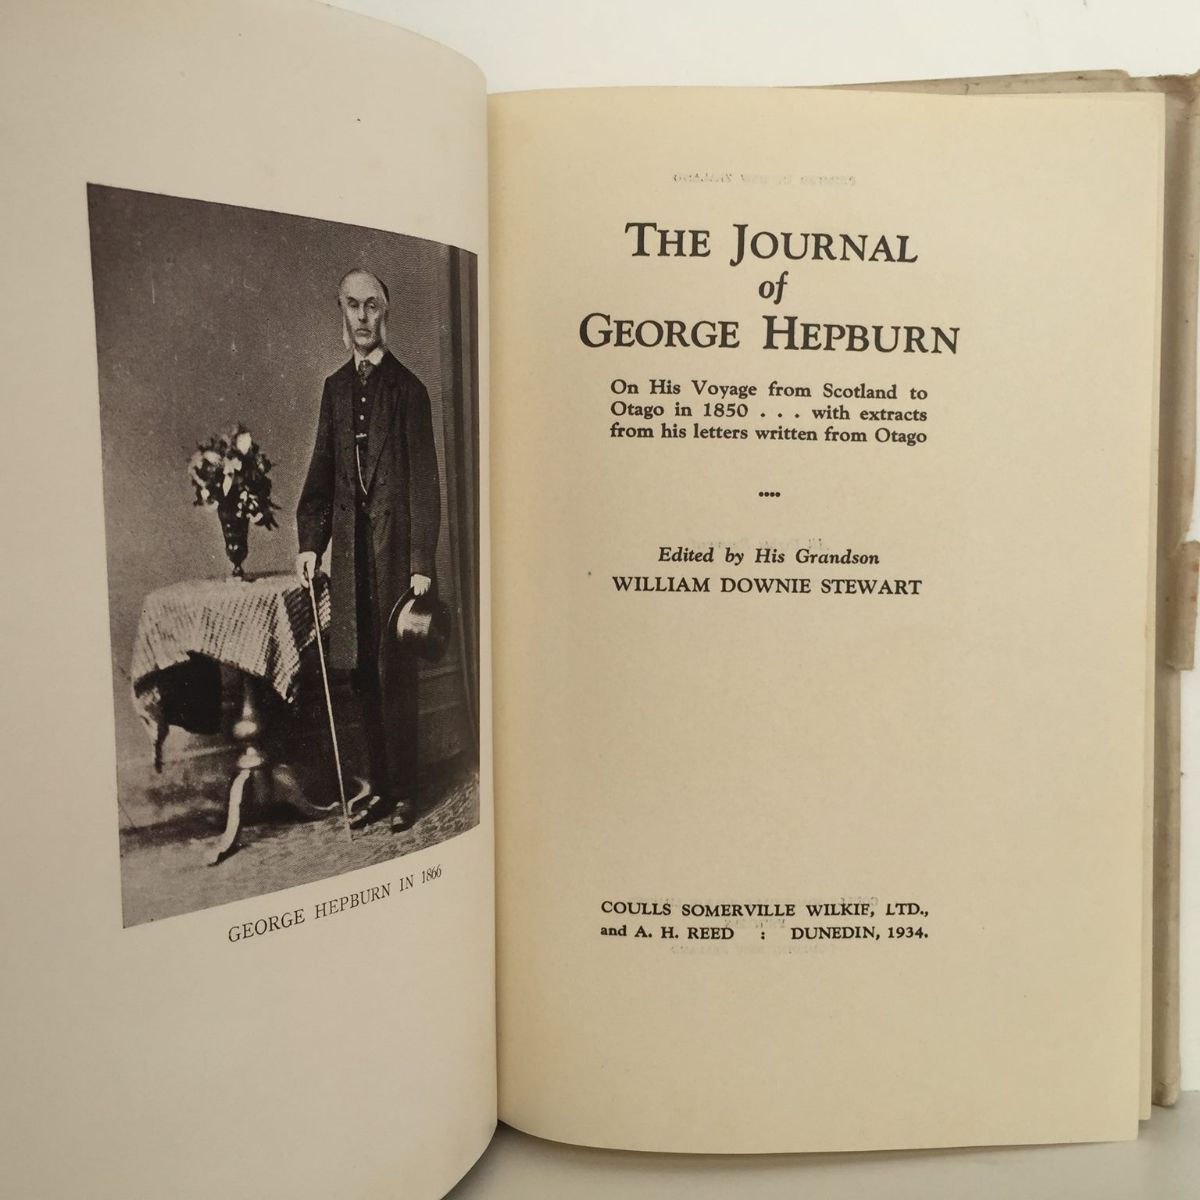 GEORGE HEPBURN IN 1866
THE JOURNAL
of
GEORGE HEPBURN
On His Voyage from Scotland to
Otago in 1850 . . . with extracts
from his letters written from Otago
Edited by His Grandson
WILLIAM DOWNIE STEWART
COULLS SOMERVILLE WILKIE, LTD.,
and A. H. REED : DUNEDIN, 1934.